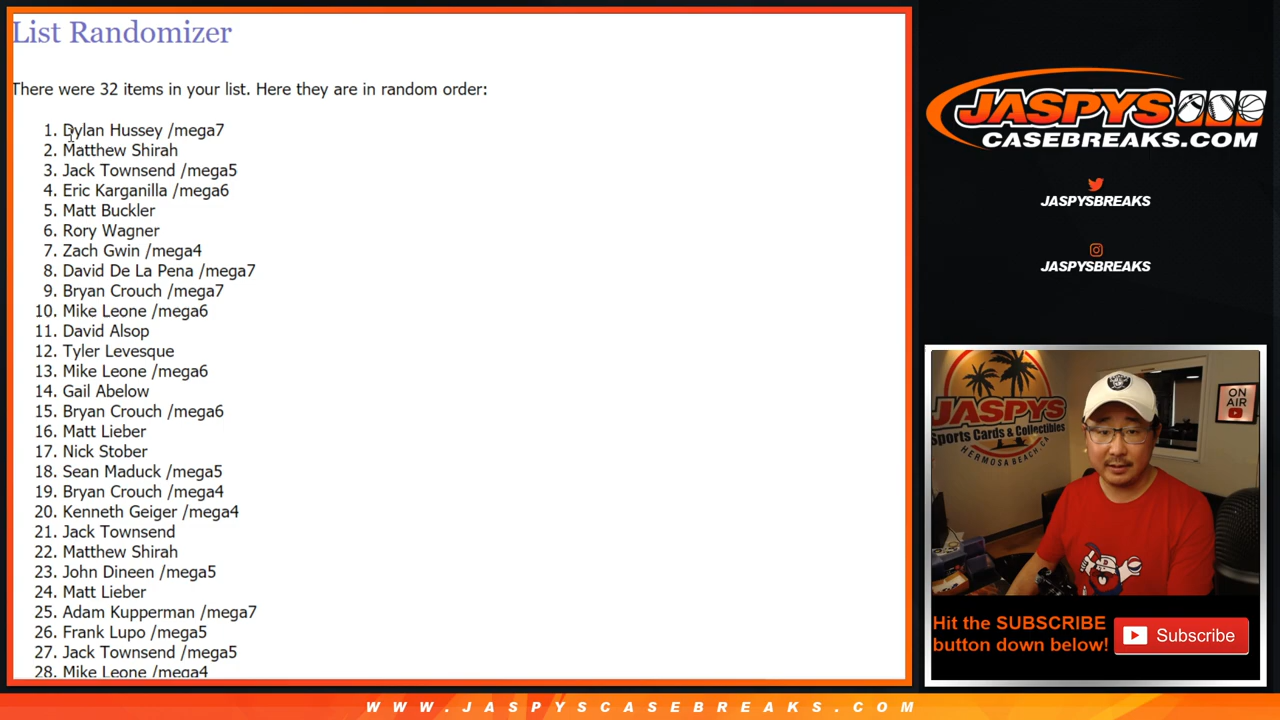 List Randomizer
There were 32 items in your list. Here they are in random order:
1. Dylan Hussey /mega7
2. Matthew Shirah
3. Jack Townsend /mega5
4. Eric Karganilla /mega6
5. Matt Buckler
6. Rory Wagner
7. Zach Gwin /mega4
8. David De La Pena /mega7
9. Bryan Crouch /mega7
10. Mike Leone /mega6
11. David Alsop
12. Tyler Levesque
13. Mike Leone /mega6
14. Gail Abelow
15. Bryan Crouch /mega6
16. Matt Lieber
17. Nick Stober
18. Sean Maduck /mega5
19. Bryan Crouch /mega4
20. Kenneth Geiger /mega4
21. Jack Townsend
22. Matthew Shirah
23. John Dineen /mega5
24. Matt Lieber
25. Adam Kupperman /mega7
26. Frank Lupo /mega5
27. Jack Townsend /mega5
28. Mike Leone /mega4
JASPYS
CASEBREAKS.COM
JASPYSBREAKS
JASPYSBREAKS
JASPYS
Sports Cards & Collectibles
HERMOSA BEACH, CA
ON
AIR
Hit the SUBSCRIBE
button down below!
Subscribe
WWW.JASPYSCASEBREAKS.COM